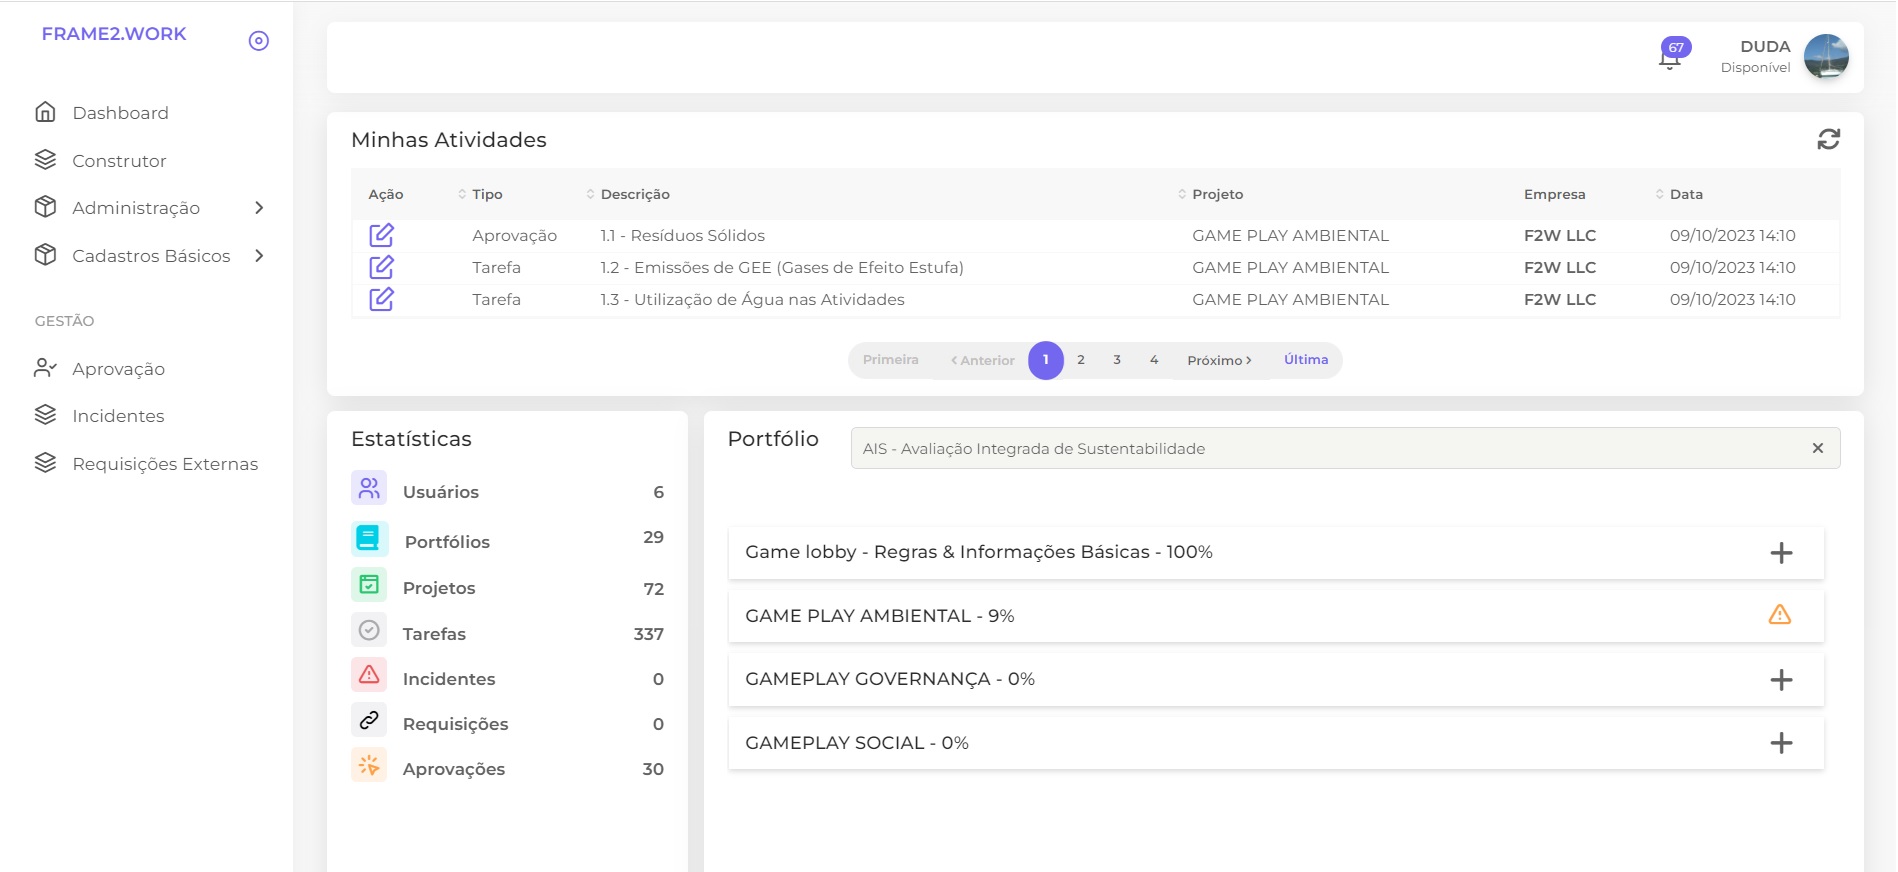 FRAME2.WORK
67
DUDA
Disponível
Dashboard
Construtor
Administração
Cadastros Básicos
GESTÃO
Aprovação
Incidentes
Requisições Externas
Minhas Atividades
Ação Tipo Descrição Projeto Empresa Data
Aprovação 1.1 - Resíduos Sólidos GAME PLAY AMBIENTAL F2W LLC 09/10/2023 14:10
Tarefa 1.2 - Emissões de GEE (Gases de Efeito Estufa) GAME PLAY AMBIENTAL F2W LLC 09/10/2023 14:10
Tarefa 1.3 - Utilização de Água nas Atividades GAME PLAY AMBIENTAL F2W LLC 09/10/2023 14:10
Primeira < Anterior 1 2 3 4 Próximo > Última
Estatísticas
Usuários 6
Portfólios 29
Projetos 72
Tarefas 337
Incidentes 0
Requisições 0
Aprovações 30
Portfólio
AIS - Avaliação Integrada de Sustentabilidade
Game lobby - Regras & Informações Básicas - 100%
GAME PLAY AMBIENTAL - 9%
GAMEPLAY GOVERNANÇA - 0%
GAMEPLAY SOCIAL - 0%